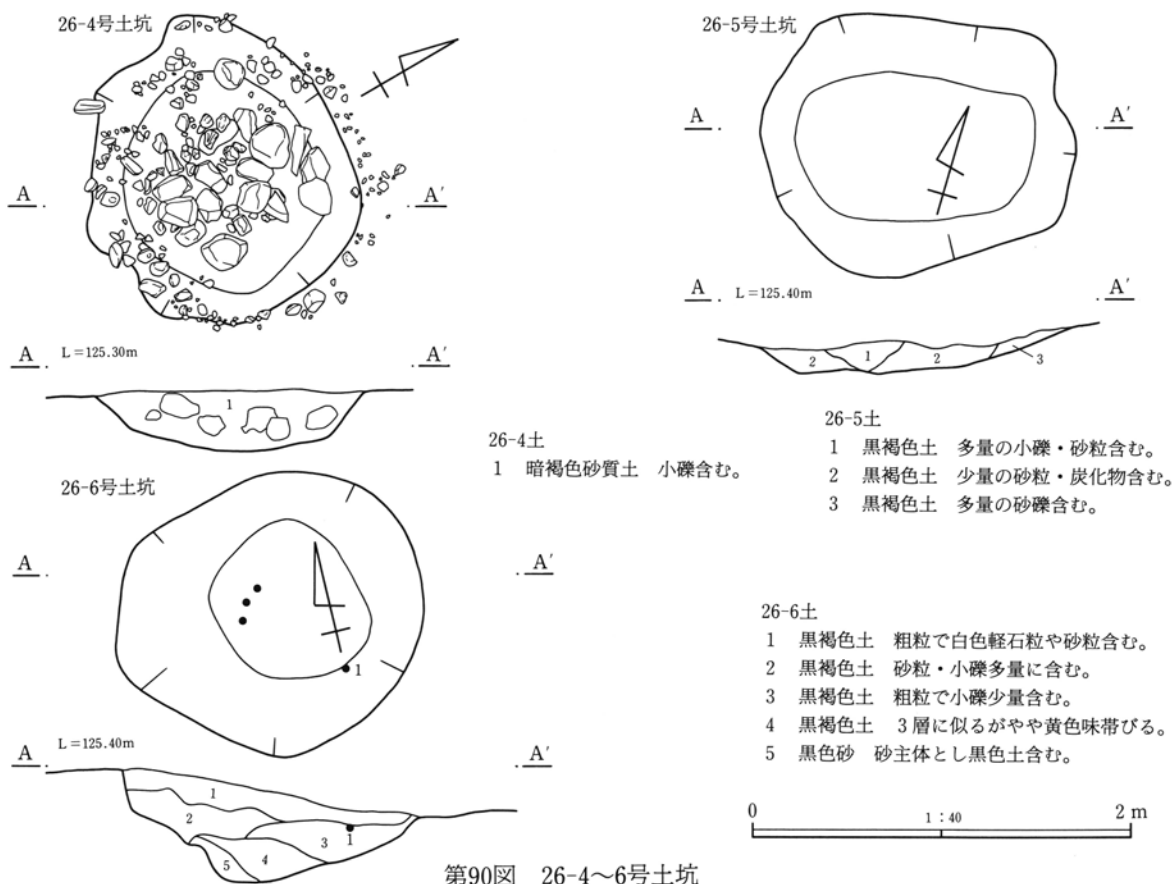 26-4号土坑
A
A′
A
L＝125.30m
A′
1
26-5号土坑
A
A′
A
L＝125.40m
A′
2
1
2
3
26-4土
1 暗褐色砂質土 小礫含む。
26-5土
1 黒褐色土 多量の小礫・砂粒含む。
2 黒褐色土 少量の砂粒・炭化物含む。
3 黒褐色土 多量の砂礫含む。
26-6号土坑
A
A′
1
A
L＝125.40m
A′
1
2
3
1
4
5
26-6土
1 黒褐色土 粗粒で白色軽石粒や砂粒含む。
2 黒褐色土 砂粒・小礫多量に含む。
3 黒褐色土 粗粒で小礫少量含む。
4 黒褐色土 3層に似るがやや黄色味帯びる。
5 黒色砂 砂主体とし黒色土含む。
0
1：40
2 m
第90図 26-4～6号土坑